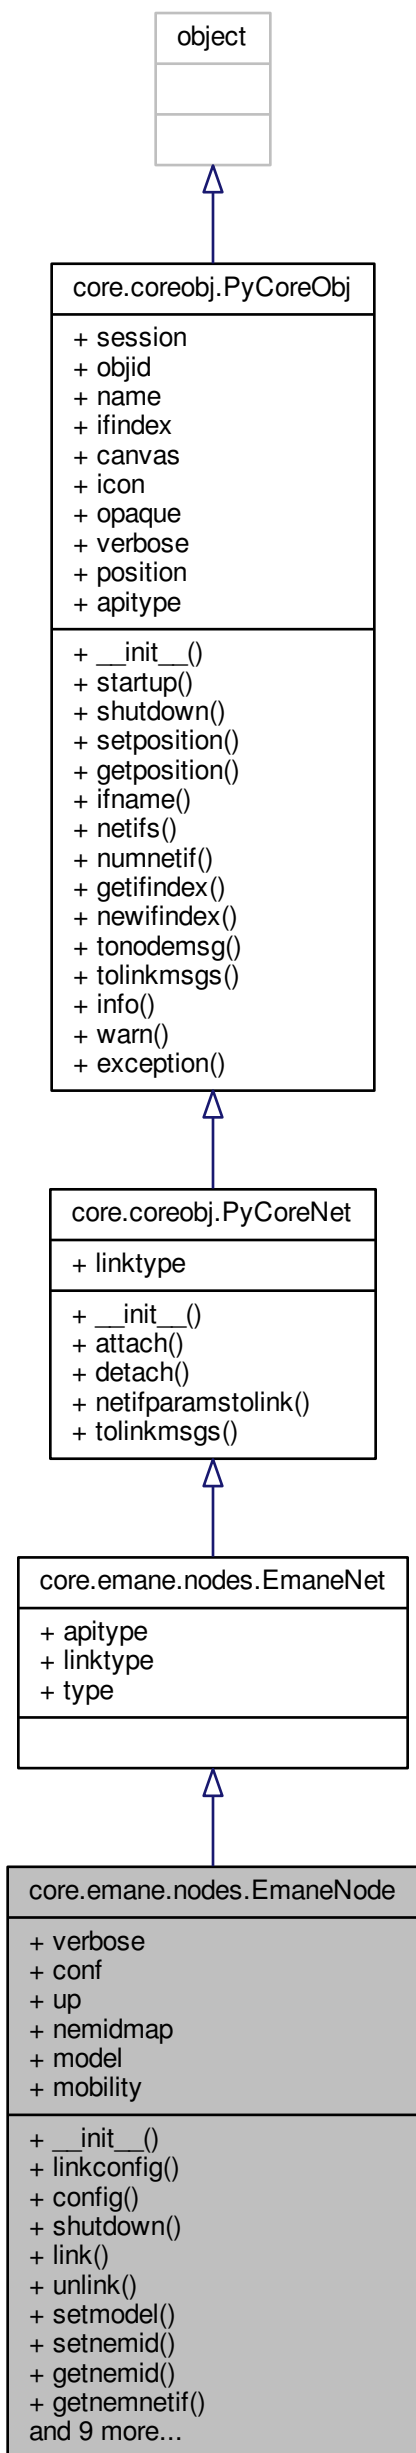 object
core.coreobj.PyCoreObj
+ session
+ objid
+ name
+ ifindex
+ canvas
+ icon
+ opaque
+ verbose
+ position
+ apitype
+ __init__()
+ startup()
+ shutdown()
+ setposition()
+ getposition()
+ ifname()
+ netifs()
+ numnetif()
+ getifindex()
+ newifindex()
+ tonodemsg()
+ tolinkmsgs()
+ info()
+ warn()
+ exception()
core.coreobj.PyCoreNet
+ linktype
+ __init__()
+ attach()
+ detach()
+ netifparamstolink()
+ tolinkmsgs()
core.emane.nodes.EmaneNet
+ apitype
+ linktype
+ type
core.emane.nodes.EmaneNode
+ verbose
+ conf
+ up
+ nemidmap
+ model
+ mobility
+ __init__()
+ linkconfig()
+ config()
+ shutdown()
+ link()
+ unlink()
+ setmodel()
+ setnemid()
+ getnemid()
+ getnemnetif()
and 9 more...